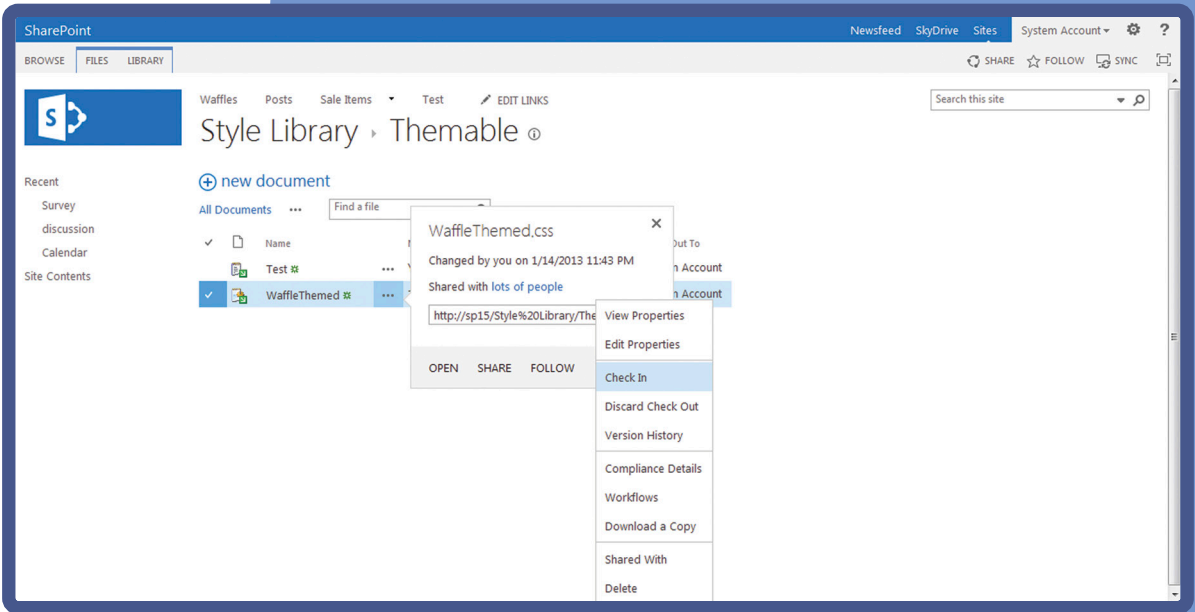 SharePoint
Newsfeed SkyDrive Sites System Account ?
BROWSE FILES LIBRARY
SHARE FOLLOW SYNC
Waffles Posts Sale Items Test EDIT LINKS
Search this site
S
Style Library Themable
Recent
Survey
discussion
Calendar
Site Contents
new document
All Documents ... Find a file
Name
Out To
Test ...
n Account
WaffleThemed ...
n Account
WaffleThemed.css
Changed by you on 1/14/2013 11:43 PM
Shared with lots of people
http://sp15/Style%20Library/The
OPEN SHARE FOLLOW
View Properties
Edit Properties
Check In
Discard Check Out
Version History
Compliance Details
Workflows
Download a Copy
Shared With
Delete